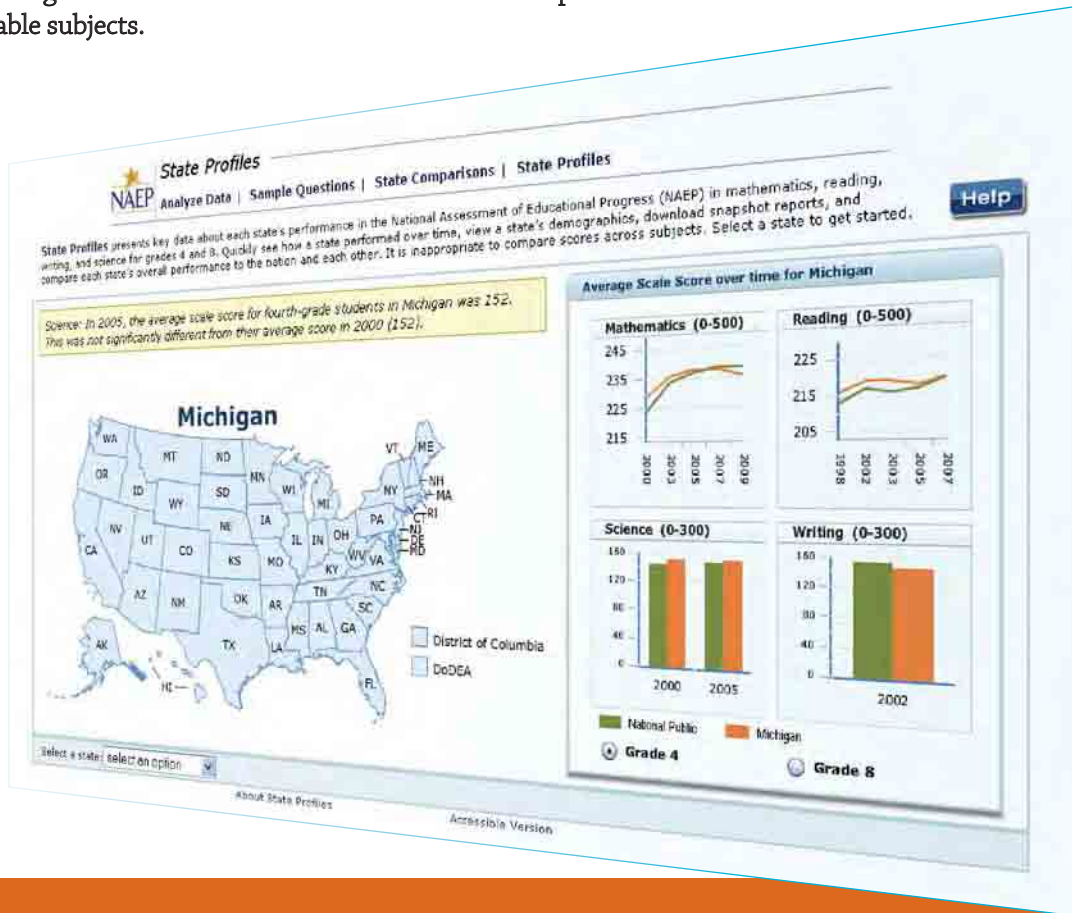 able subjects.
NAEP
State Profiles
Analyze Data | Sample Questions | State Comparisons | State Profiles
Help
State Profiles presents key data about each state's performance in the National Assessment of Educational Progress (NAEP) in mathematics, reading,
writing, and science for grades 4 and 8. Quickly see how a state performed over time, view a state's demographics, download snapshot reports, and
compare each state's overall performance to the nation and each other. It is inappropriate to compare scores across subjects. Select a state to get started.
Science: In 2005, the average scale score for fourth-grade students in Michigan was 152.
This was not significantly different from their average score in 2000 (152).
Michigan
WA
OR
CA
NV
ID
MT
WY
UT
AZ
CO
NM
ND
SD
NE
KS
OK
TX
MN
IA
MO
AR
LA
WI
IL
MI
IN
OH
KY
TN
MS
AL
GA
FL
SC
NC
VA
WV
PA
NY
VT
ME
NH
MA
RI
CT
NJ
DE
MD
AK
HI
District of Columbia
DoDEA
Average Scale Score over time for Michigan
Mathematics (0-500)
245
235
225
215
2000
2003
2005
2007
2009
Reading (0-500)
225
215
205
1998
2002
2003
2005
2007
Science (0-300)
160
120
80
40
0
2000
2005
Writing (0-300)
160
120
80
40
0
2002
National Public
Michigan
Grade 4
Grade 8
Select a state: select an option
About State Profiles
Accessible Version